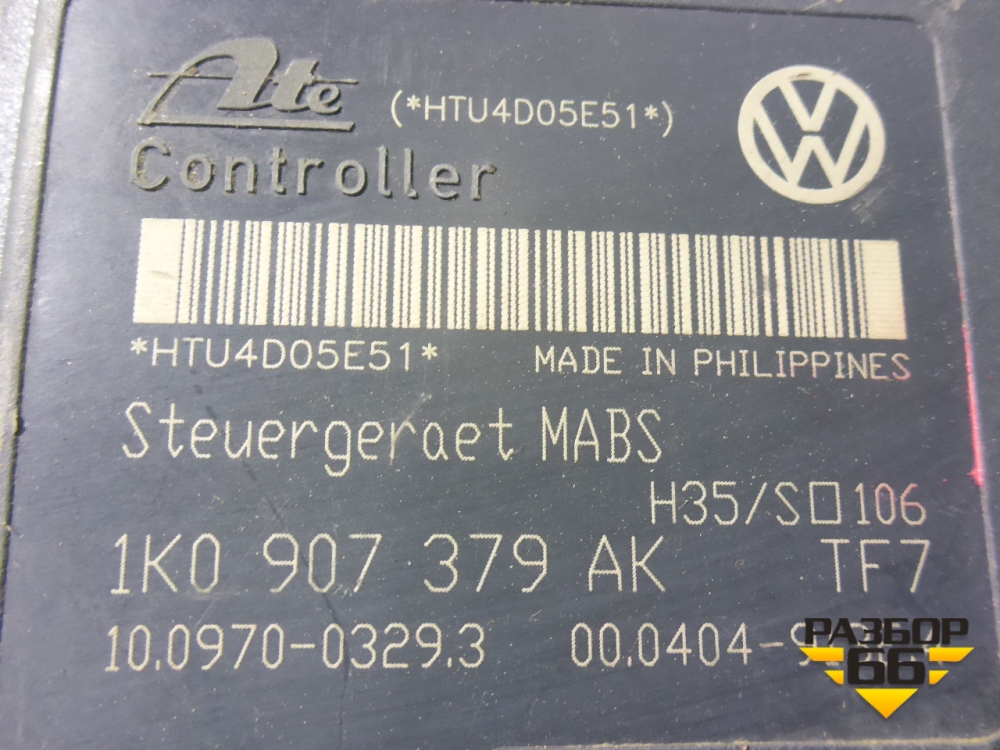 Ate (*HTU4D05E51*)
Controller
*HTU4D05E51* MADE IN PHILIPPINES
Steuergeraet MABS
H35/S□106
1K0 907 379 AK TF7
10.0970-0329.3 00.0404-9
РАЗБОР
66